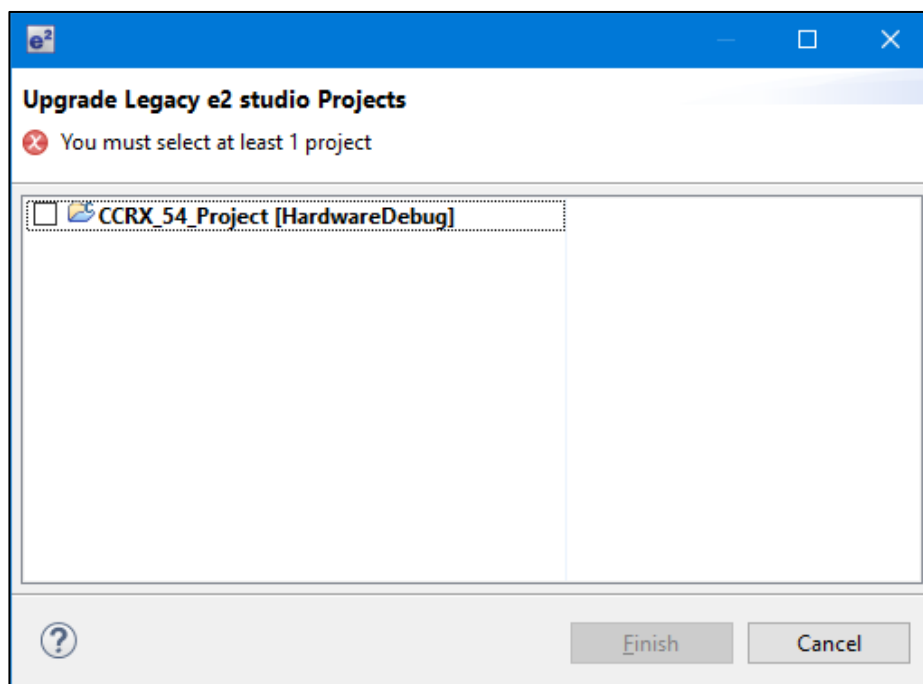 e²
Upgrade Legacy e2 studio Projects
You must select at least 1 project
CCRX_54_Project [HardwareDebug]
?
Finish
Cancel